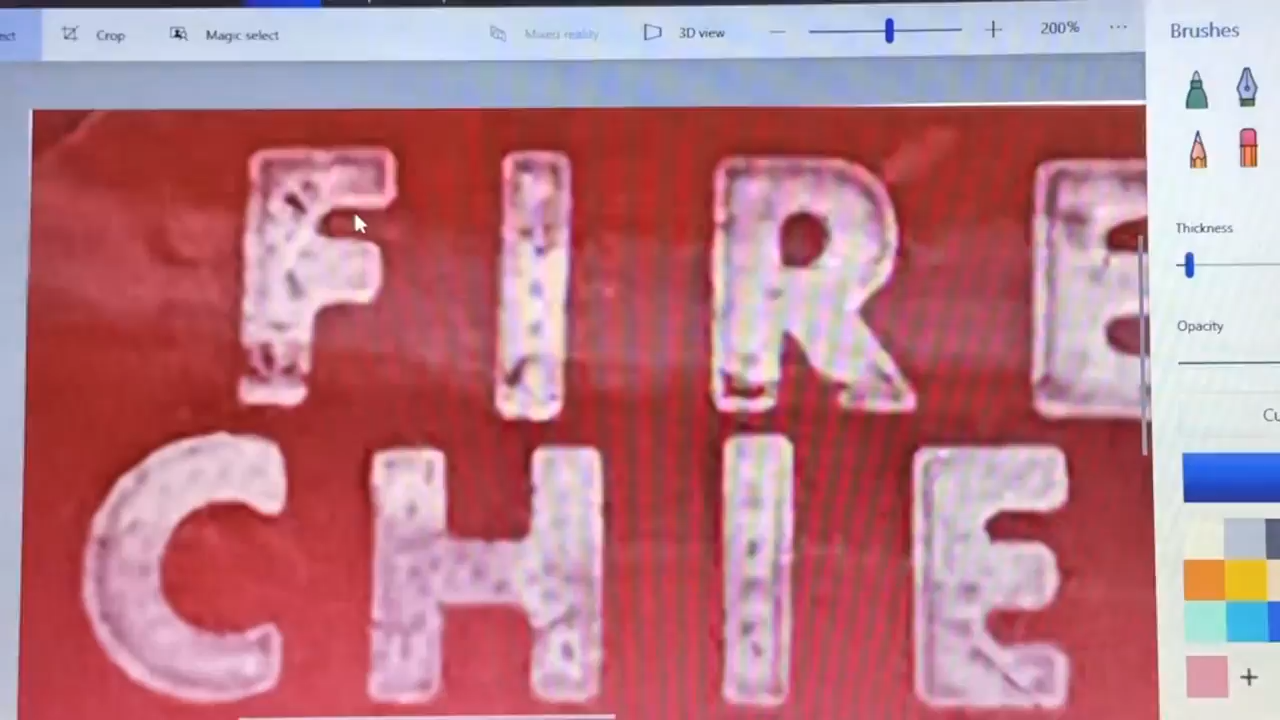 Crop Magic select Mixed reality 3D view 200%
Brushes
Thickness
Opacity
FIRE
CHIE